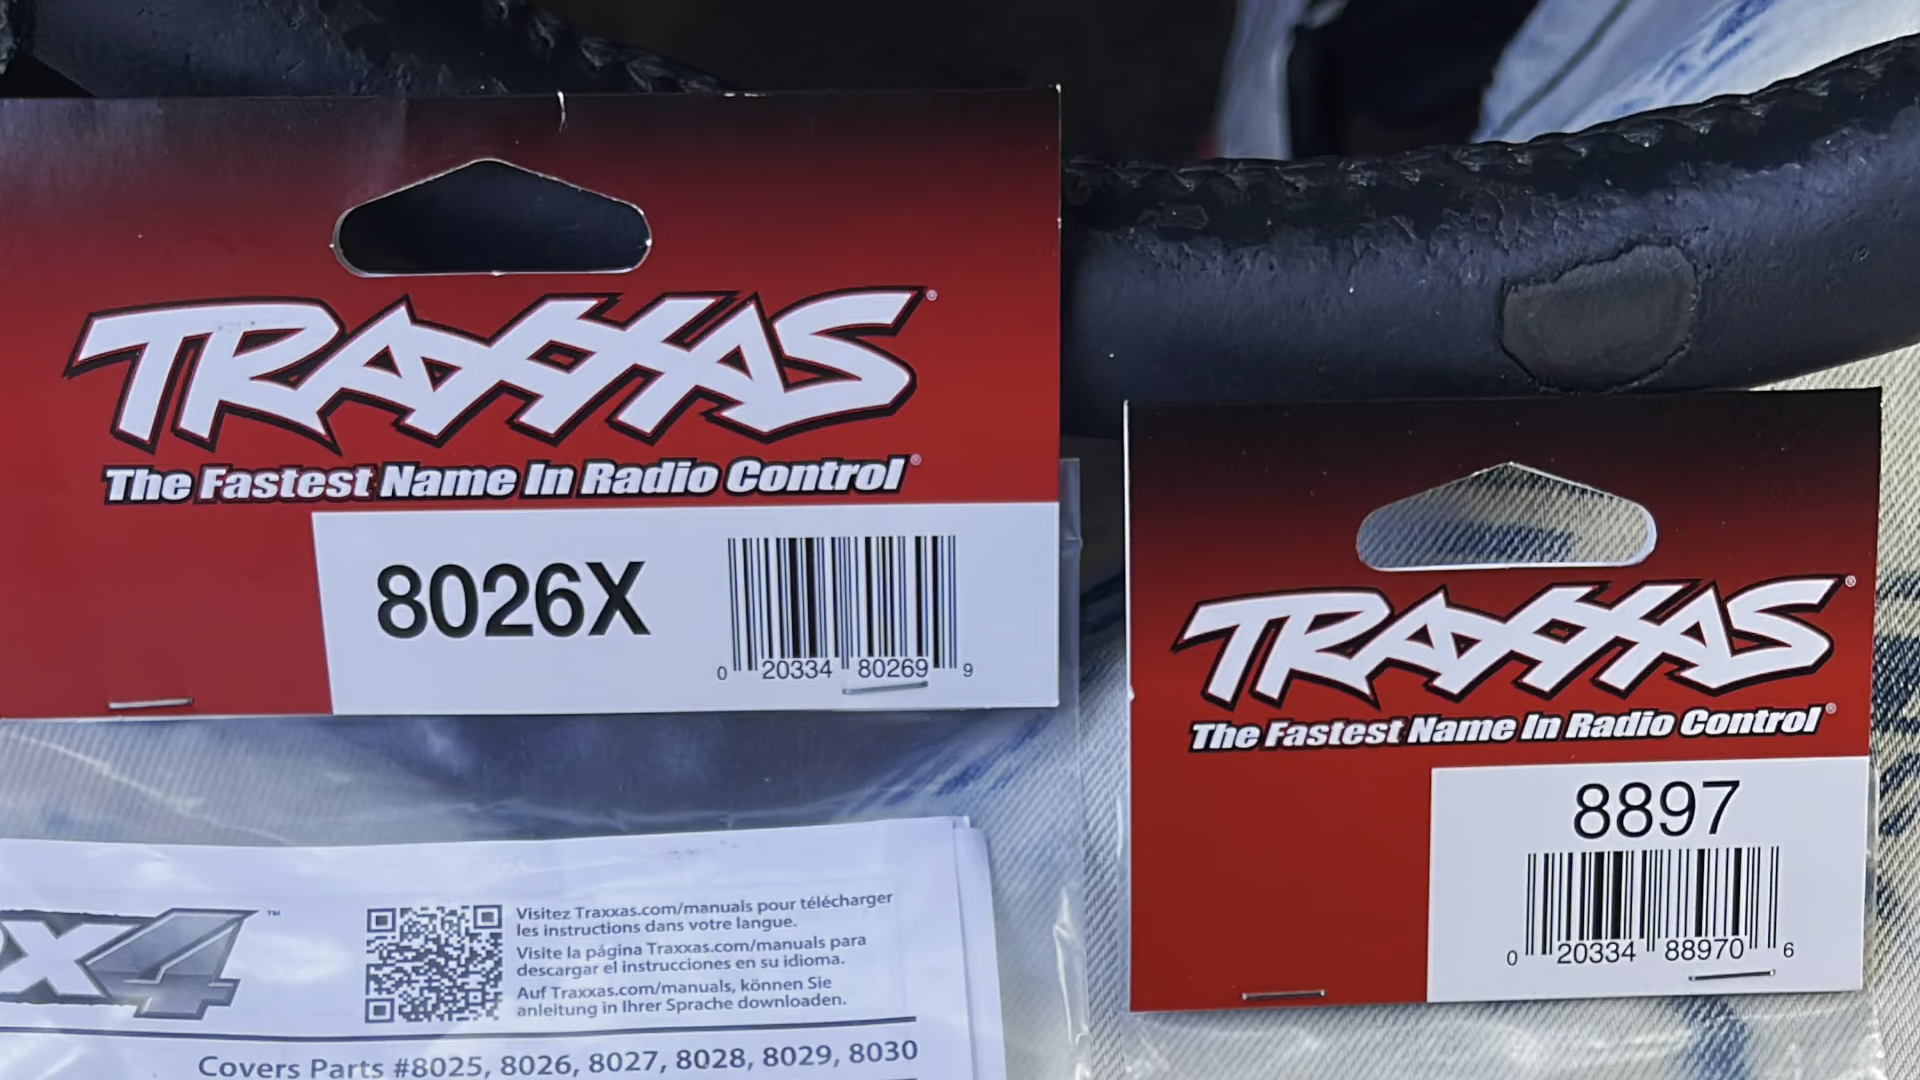 TRAXXAS®
The Fastest Name In Radio Control®
8026X
0 20334 80269 9
TRAXXAS®
The Fastest Name In Radio Control®
8897
0 20334 88970 6
X4™
Visitez Traxxas.com/manuals pour télécharger
les instructions dans votre langue.
Visite la página Traxxas.com/manuals para
descargar el instrucciones en su idioma.
Auf Traxxas.com/manuals, können Sie
anleitung in Ihrer Sprache downloaden.
Covers Parts #8025, 8026, 8027, 8028, 8029, 8030